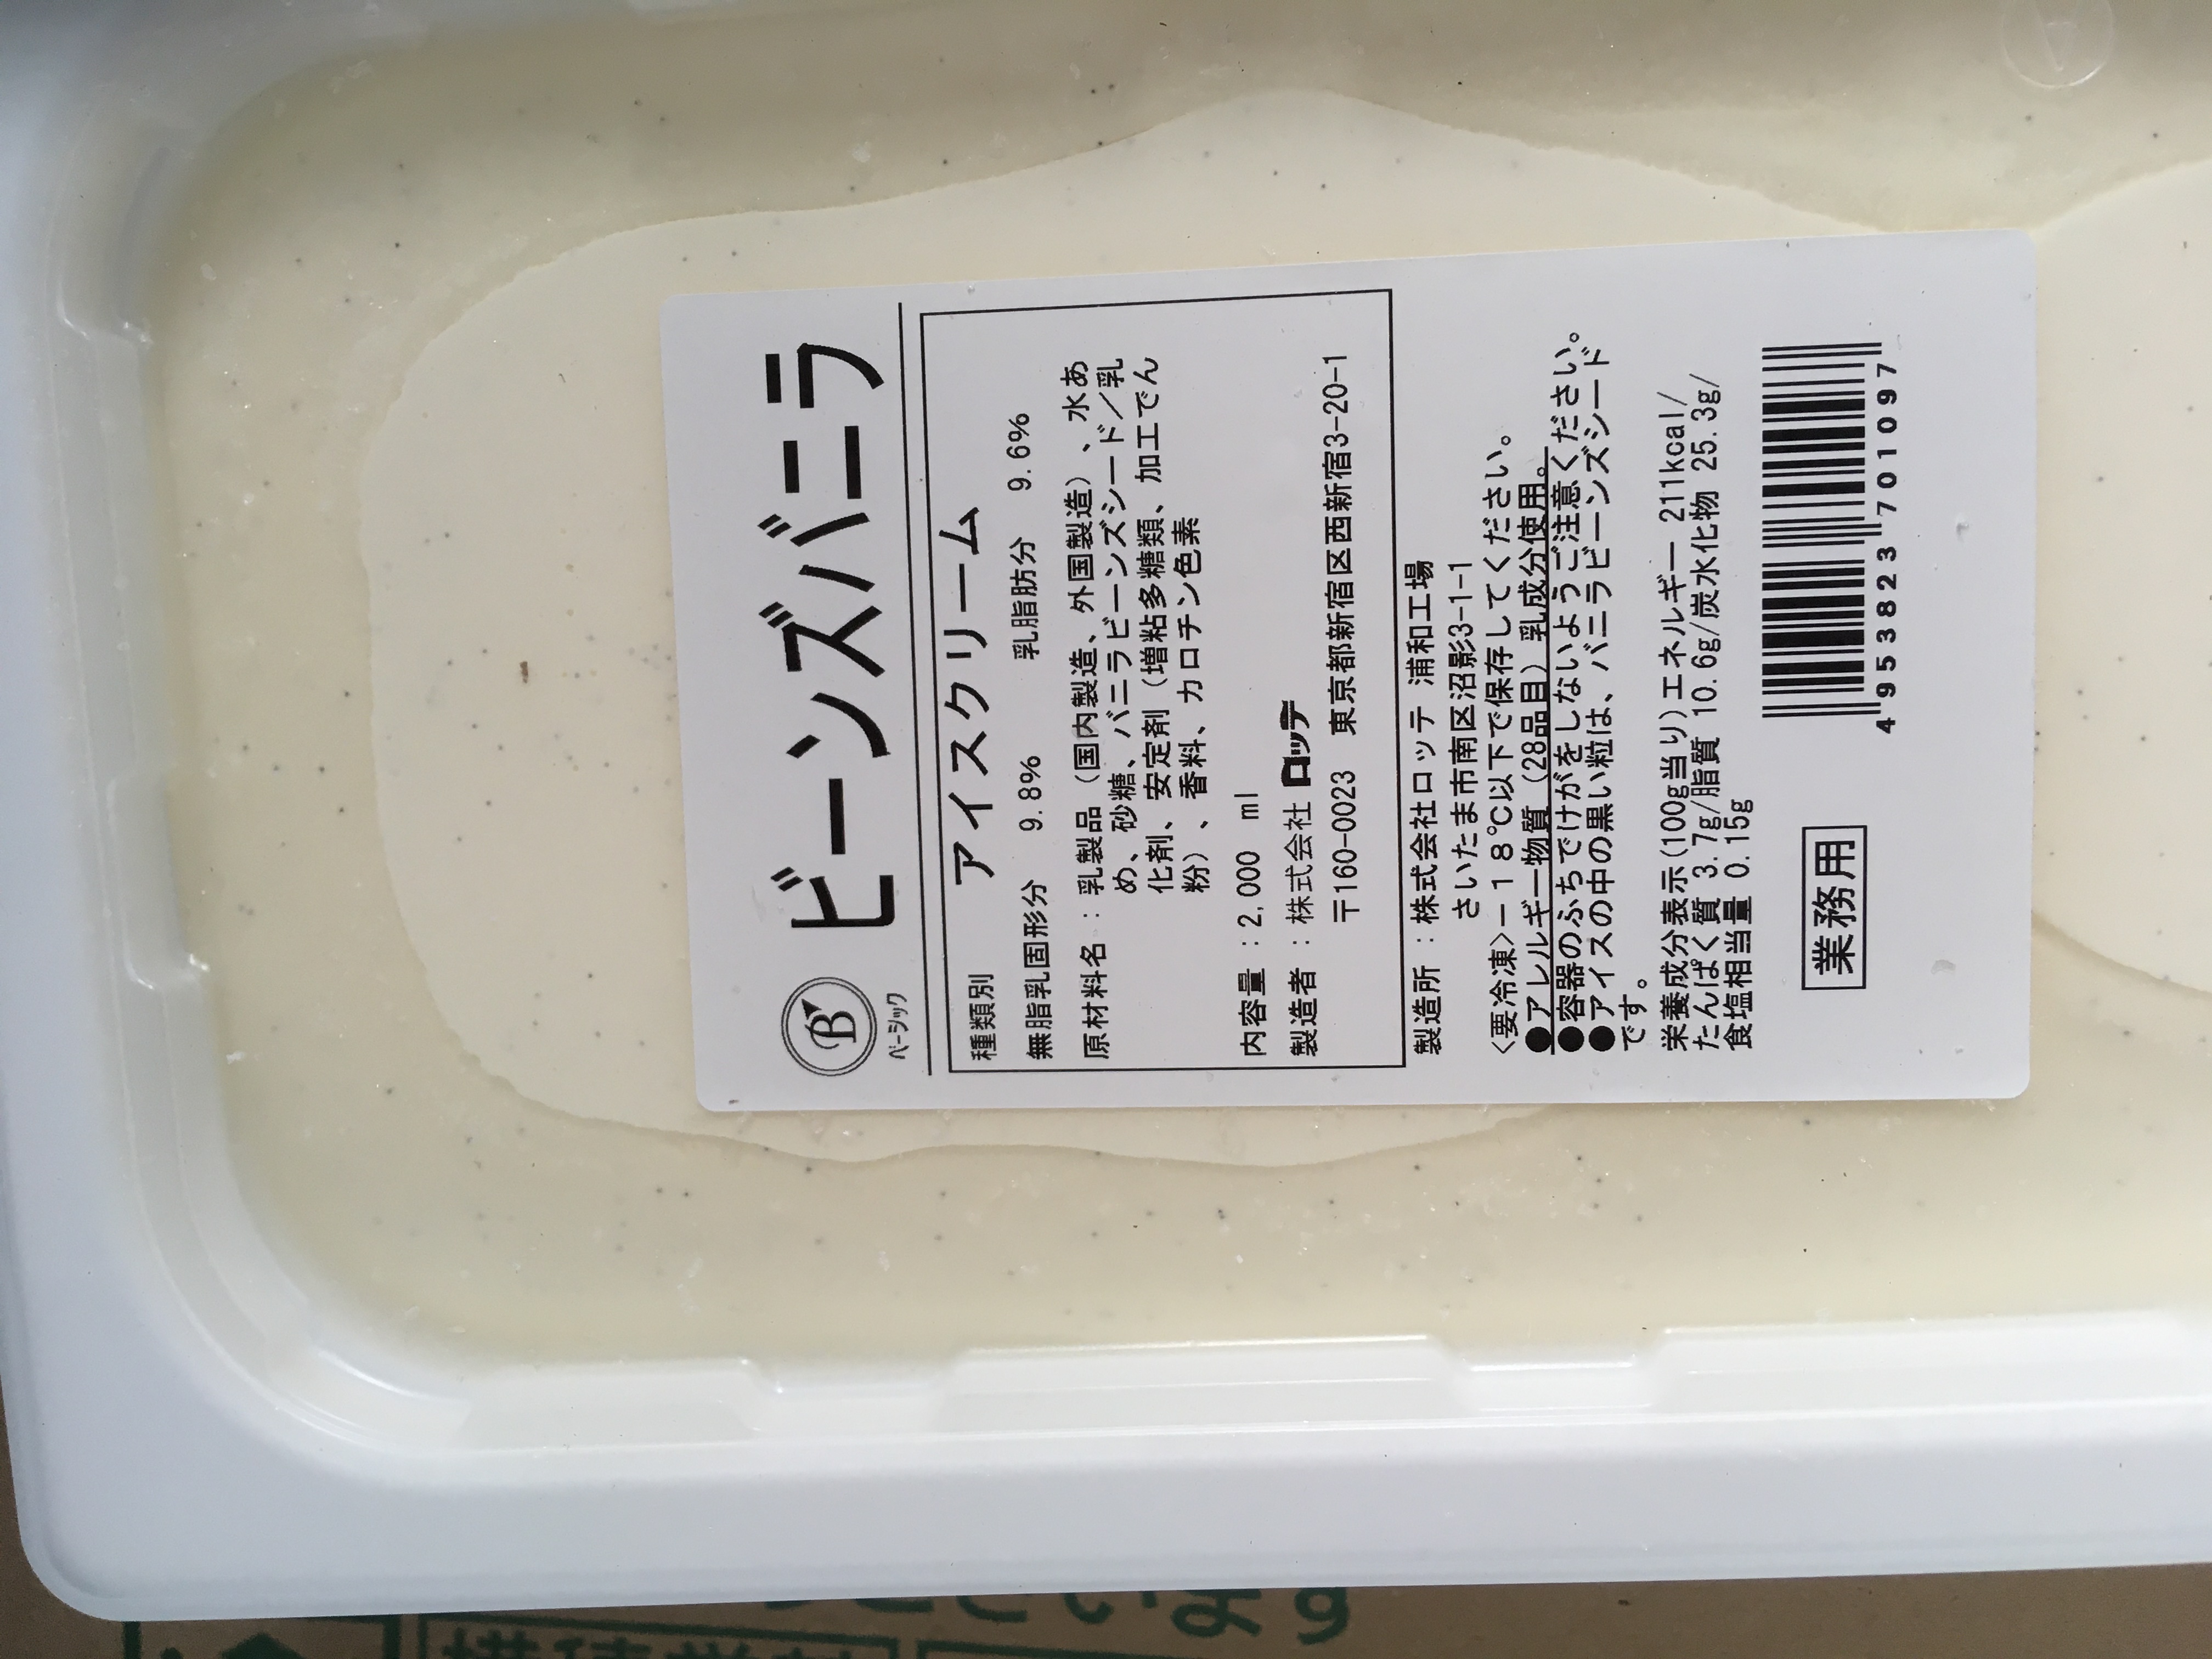 B
ベーシック
ビーンズバニラ
種類別 アイスクリーム
無脂乳固形分 9.8% 乳脂肪分 9.6%
原材料名：乳製品（国内製造、外国製造）、水あ
め、砂糖、バニラビーンズシード／乳
化剤、安定剤（増粘多糖類、加工でん
粉）、香料、カロチン色素
内容量：2,000 ml
製造者：株式会社 ロッテ
〒160-0023 東京都新宿区西新宿3-20-1
製造所：株式会社ロッテ 浦和工場
さいたま市南区沼影3-1-1
<要冷凍>－１８℃以下で保存してください。
●アレルギー物質（28品目）乳成分使用。
●容器のふちでけがをしないようご注意ください。
●アイスの中の黒い粒は、バニラビーンズシード
です。
栄養成分表示(100g当り)エネルギー 211kcal/
たんぱく質 3.7g/脂質 10.6g/炭水化物 25.3g/
食塩相当量 0.15g
業務用
4 953823 701097